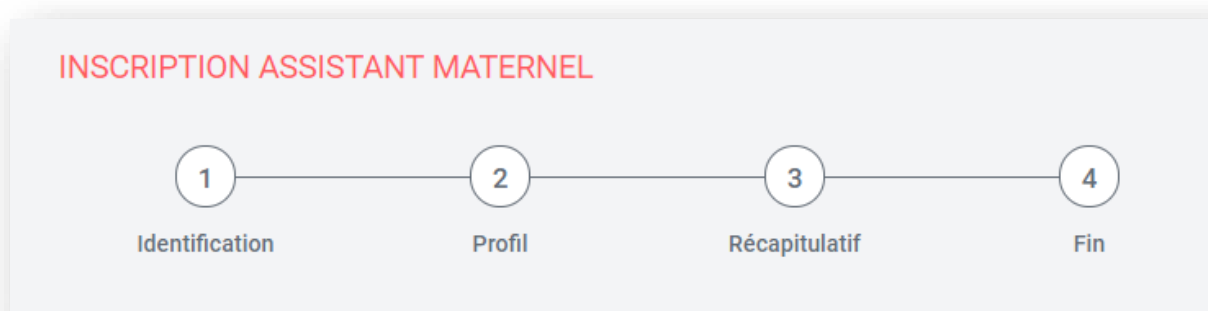 INSCRIPTION ASSISTANT MATERNEL
1 2 3 4
Identification Profil Récapitulatif Fin